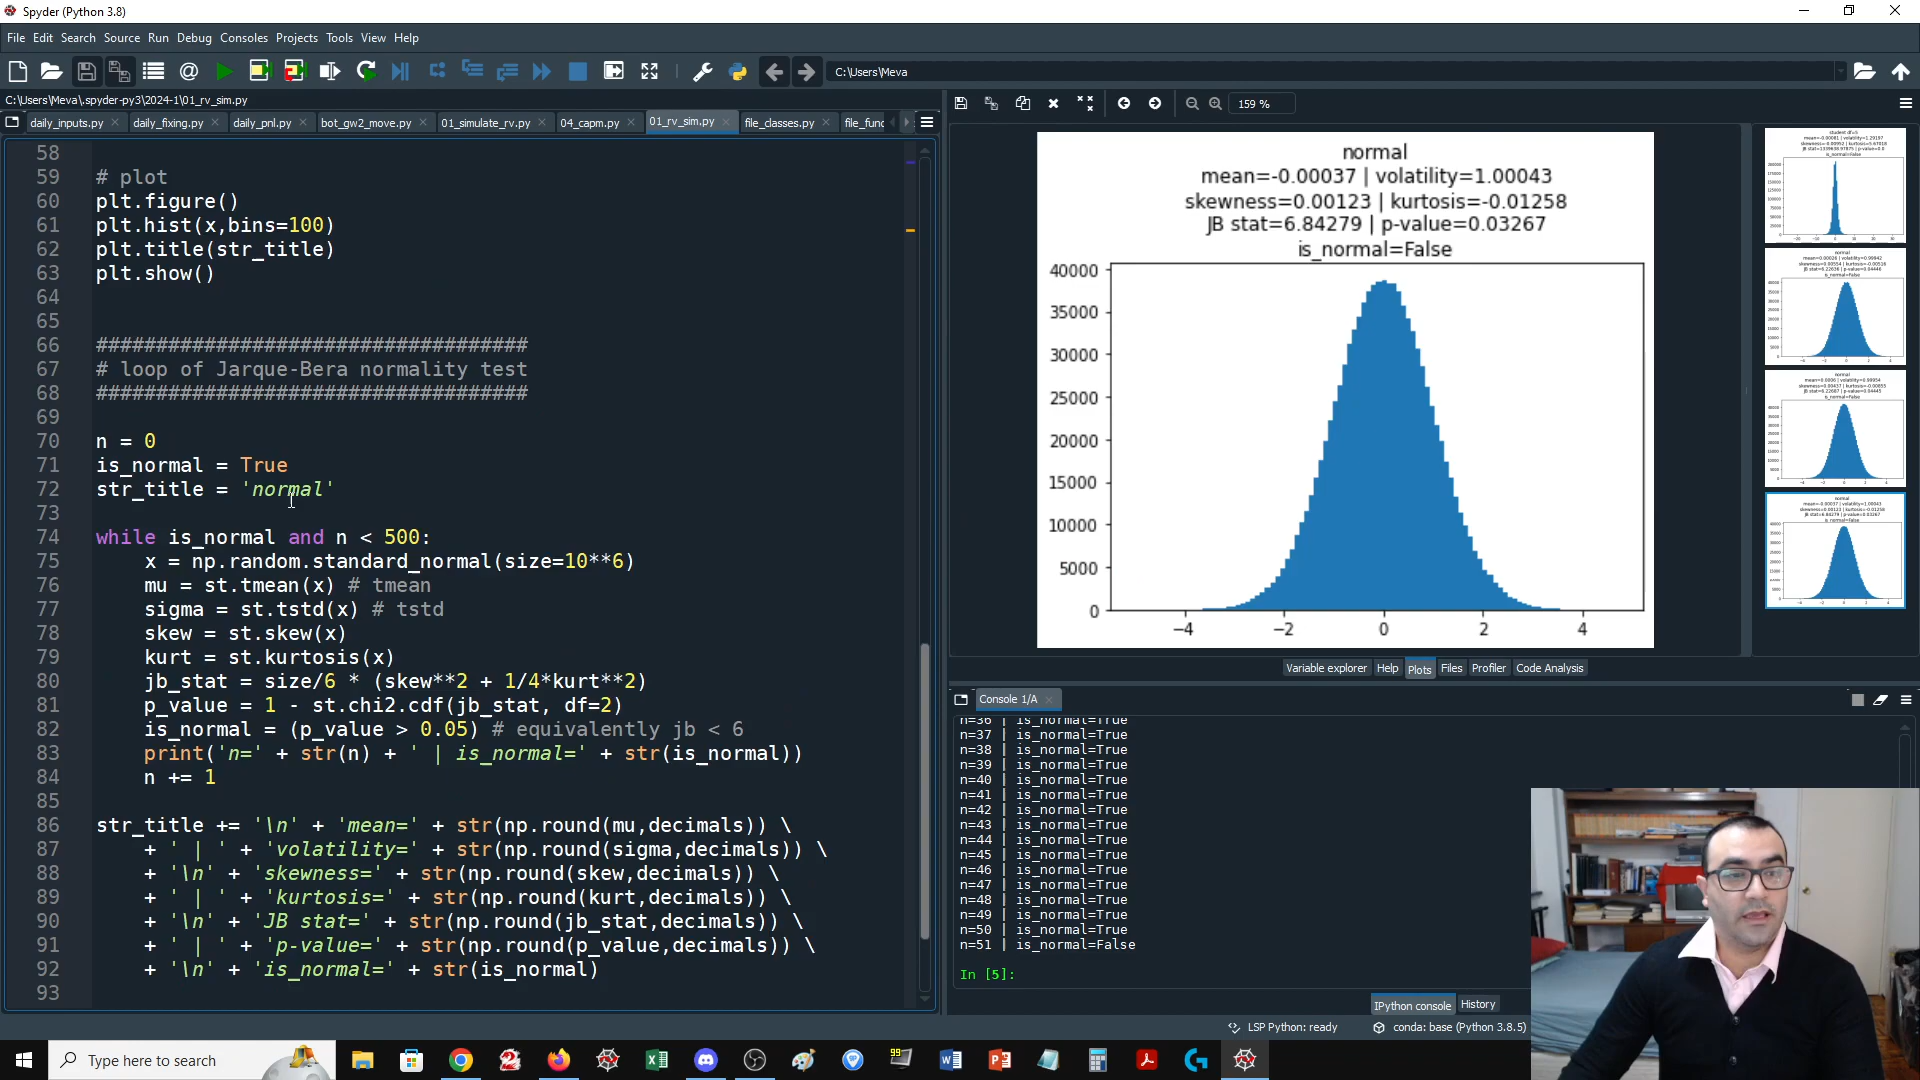 Spyder (Python 3.8)
File Edit Search Source Run Debug Consoles Projects Tools View Help
C:\Users\Meva
C:\Users\Meva\.spyder-py3\2024-1\01_rv_sim.py
daily_inputs.py daily_fixing.py daily_pnl.py bot_gw2_move.py 01_simulate_rv.py 04_capm.py 01_rv_sim.py file_classes.py file_func
58
59 # plot
60 plt.figure()
61 plt.hist(x,bins=100)
62 plt.title(str_title)
63 plt.show()
64
65
66 ####################################
67 # loop of Jarque-Bera normality test
68 ####################################
69
70 n = 0
71 is_normal = True
72 str_title = 'normal'
73
74 while is_normal and n < 500:
75 x = np.random.standard_normal(size=10**6)
76 mu = st.tmean(x) # tmean
77 sigma = st.tstd(x) # tstd
78 skew = st.skew(x)
79 kurt = st.kurtosis(x)
80 jb_stat = size/6 * (skew**2 + 1/4*kurt**2)
81 p_value = 1 - st.chi2.cdf(jb_stat, df=2)
82 is_normal = (p_value > 0.05) # equivalently jb < 6
83 print('n=' + str(n) + ' | is_normal=' + str(is_normal))
84 n += 1
85
86 str_title += '\n' + 'mean=' + str(np.round(mu,decimals)) \
87 + ' | ' + 'volatility=' + str(np.round(sigma,decimals)) \
88 + '\n' + 'skewness=' + str(np.round(skew,decimals)) \
89 + ' | ' + 'kurtosis=' + str(np.round(kurt,decimals)) \
90 + '\n' + 'JB stat=' + str(np.round(jb_stat,decimals)) \
91 + ' | ' + 'p-value=' + str(np.round(p_value,decimals)) \
92 + '\n' + 'is_normal=' + str(is_normal)
93
159 %
normal
mean=-0.00037 | volatility=1.00043
skewness=0.00123 | kurtosis=-0.01258
JB stat=6.84279 | p-value=0.03267
is_normal=False
40000
35000
30000
25000
20000
15000
10000
5000
0
−4 −2 0 2 4
Variable explorer Help Plots Files Profiler Code Analysis
Console 1/A
n=36 | is_normal=True
n=37 | is_normal=True
n=38 | is_normal=True
n=39 | is_normal=True
n=40 | is_normal=True
n=41 | is_normal=True
n=42 | is_normal=True
n=43 | is_normal=True
n=44 | is_normal=True
n=45 | is_normal=True
n=46 | is_normal=True
n=47 | is_normal=True
n=48 | is_normal=True
n=49 | is_normal=True
n=50 | is_normal=True
n=51 | is_normal=False
In [5]:
IPython console History
LSP Python: ready conda: base (Python 3.8.5)
Type here to search
99